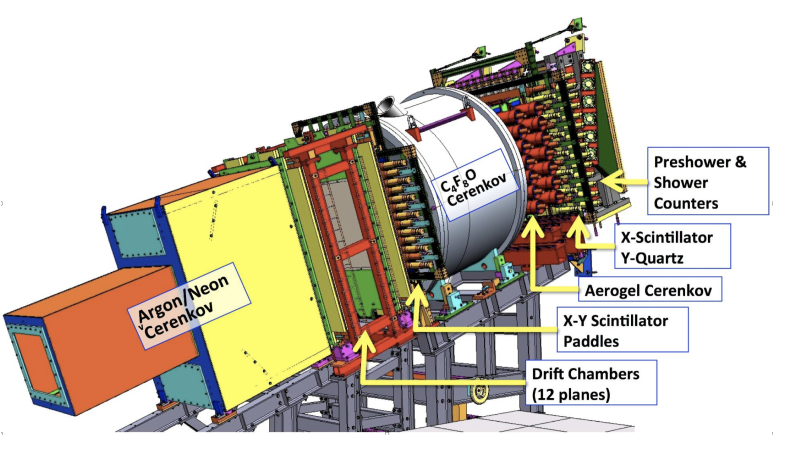 Argon/Neon
Cerenkov
C₄F₈O
Cerenkov
Preshower &
Shower
Counters
X-Scintillator
Y-Quartz
Aerogel Cerenkov
X-Y Scintillator
Paddles
Drift Chambers
(12 planes)